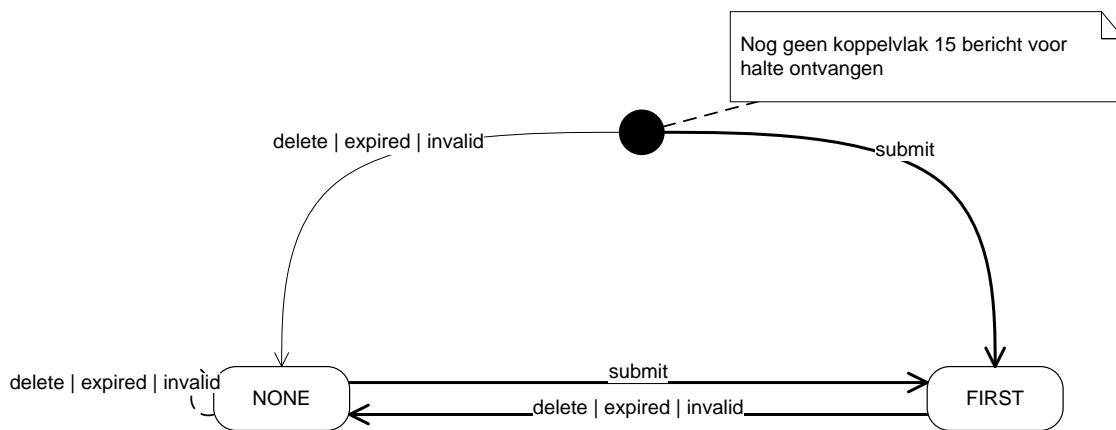 Nog geen koppelvlak 15 bericht voor
halte ontvangen
delete | expired | invalid
submit
submit
delete | expired | invalid
NONE
FIRST
delete | expired | invalid